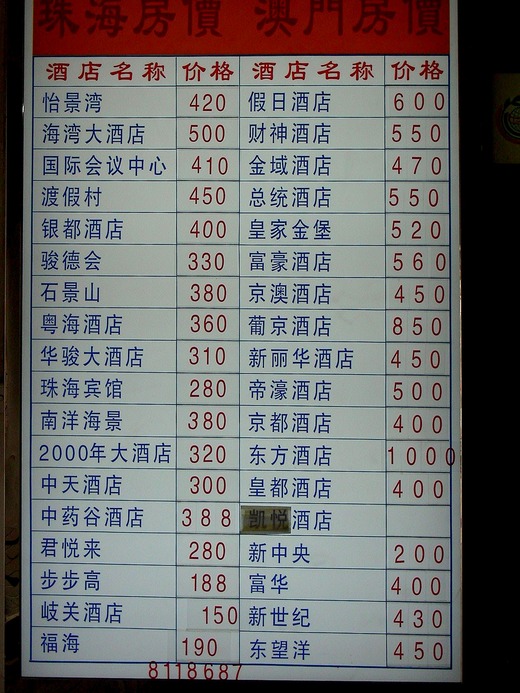 珠海房價 澳門房價
酒店名称 价格 酒店名称 价格
怡景湾 420 假日酒店 600
海湾大酒店 500 财神酒店 550
国际会议中心 410 金域酒店 470
渡假村 450 总统酒店 550
银都酒店 400 皇家金堡 520
骏德会 330 富豪酒店 560
石景山 380 京澳酒店 450
粤海酒店 360 葡京酒店 850
华骏大酒店 310 新丽华酒店 450
珠海宾馆 280 帝濠酒店 500
南洋海景 380 京都酒店 400
2000年大酒店 320 东方酒店 1000
中天酒店 300 皇都酒店 400
中药谷酒店 388 凯悦酒店
君悦来 280 新中央 200
步步高 188 富华 400
岐关酒店 150 新世纪 430
福海 190 东望洋 450
8118687